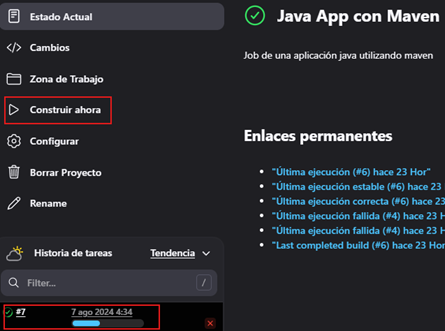 Estado Actual
Cambios
Zona de Trabajo
Construir ahora
Configurar
Borrar Proyecto
Rename
Historia de tareas
Tendencia
Filter...
/
#7
7 ago 2024 4:34
Java App con Maven
Job de una aplicación java utilizando maven
Enlaces permanentes
"Última ejecución (#6) hace 23 Hor"
"Última ejecución estable (#6) hace 23
"Última ejecución correcta (#6) hace 23
"Última ejecución fallida (#4) hace 23 H
"Última ejecución fallida (#4) hace 23 H
"Last completed build (#6) hace 23 Hor